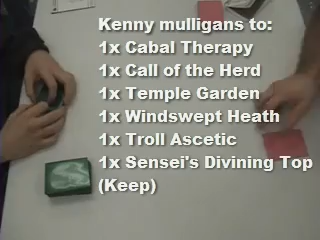 Kenny mulligans to:
1x Cabal Therapy
1x Call of the Herd
1x Temple Garden
1x Windswept Heath
1x Troll Ascetic
1x Sensei's Divining Top
(Keep)